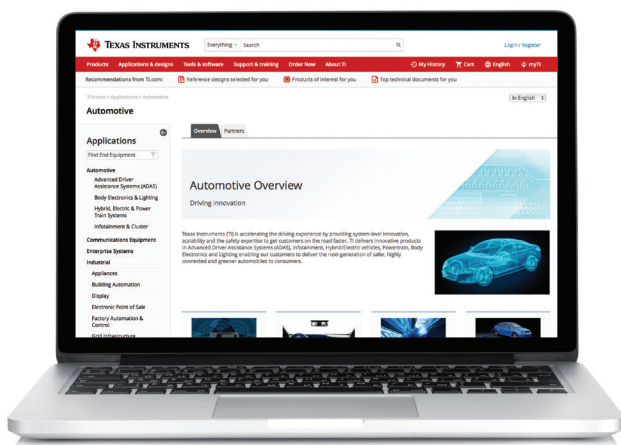 TEXAS INSTRUMENTS
Everything
Search
Login / Register
Products Applications & designs Tools & software Support & training Order Now About TI My History Cart English myTI
Recommendations from TI.com: Reference designs selected for you Products of interest for you Top technical documents for you
TI Home > Applications > Automotive
In English
Automotive
Overview Partners
Applications
Find End Equipment
Automotive
Advanced Driver
Assistance Systems (ADAS)
Body Electronics & Lighting
Hybrid, Electric & Power
Train Systems
Infotainment & Cluster
Communications Equipment
Enterprise Systems
Industrial
Appliances
Building Automation
Display
Electronic Point of Sale
Factory Automation &
Control
Grid Infrastructure
Automotive Overview
Driving innovation
Texas Instruments (TI) is accelerating the driving experience by providing system-level innovation,
scalability and the safety expertise to get customers on the road faster. TI delivers innovative products
in Advanced Driver Assistance Systems (ADAS), Infotainment, Hybrid/Electric vehicles, Powertrain, Body
Electronics and Lighting enabling our customers to deliver the next-generation of safer, highly
connected and greener automobiles to consumers.